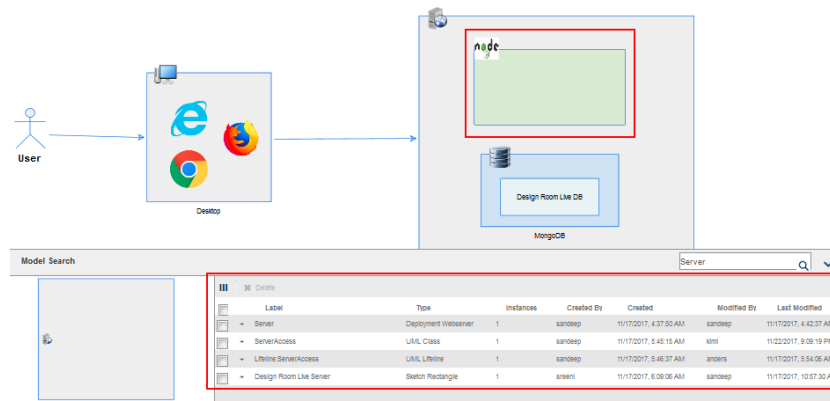 node
User
Desktop
Design Room Live DB
MongoDB
Model Search
Server
Delete
Label Type Instances Created By Created Modified By Last Modified
Server Deployment Webserver 1 sandeep 11/17/2017, 4:37:50 AM sandeep 11/17/2017, 4:42:37 AM
ServerAccess UML Class 1 sandeep 11/17/2017, 5:45:15 AM kimi 11/22/2017, 9:09:19 PM
Lifeline:ServerAccess UML Lifeline 1 sandeep 11/17/2017, 5:46:37 AM anders 11/17/2017, 5:54:06 AM
Design Room Live Server Sketch Rectangle 1 sreeni 11/17/2017, 6:09:06 AM sandeep 11/17/2017, 10:57:30 A